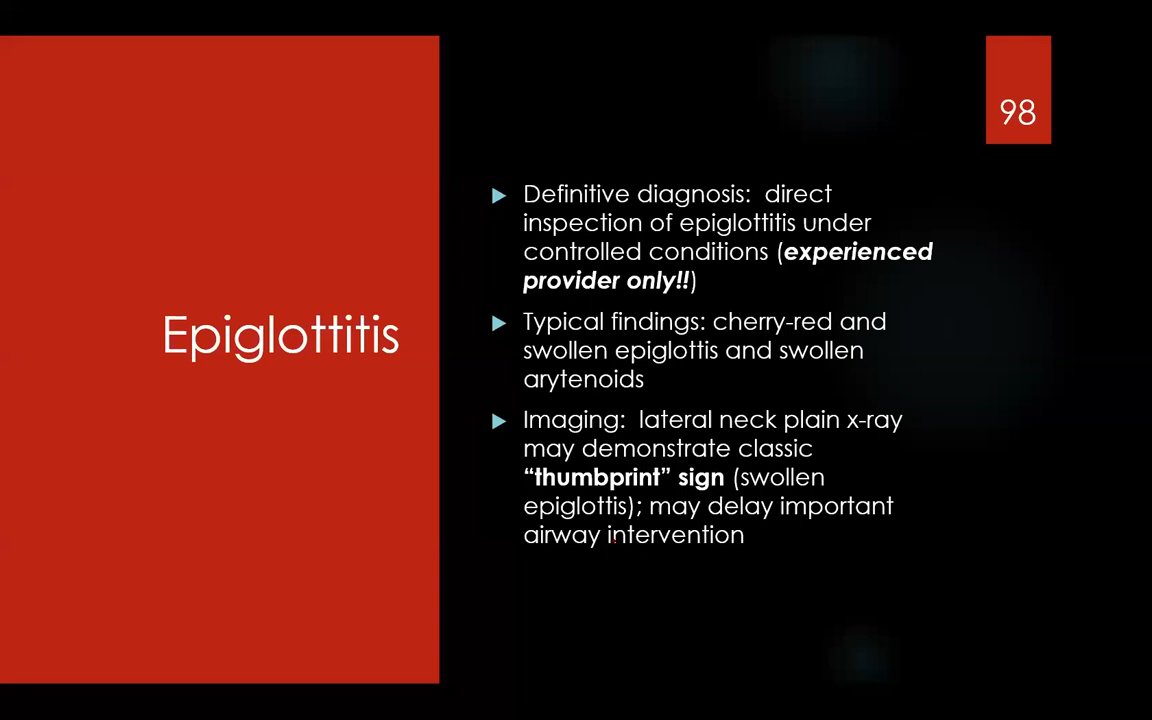 98
Epiglottitis
Definitive diagnosis:  direct
inspection of epiglottitis under
controlled conditions (experienced
provider only!!)
Typical findings: cherry-red and
swollen epiglottis and swollen
arytenoids
Imaging:  lateral neck plain x-ray
may demonstrate classic
“thumbprint” sign (swollen
epiglottis); may delay important
airway intervention